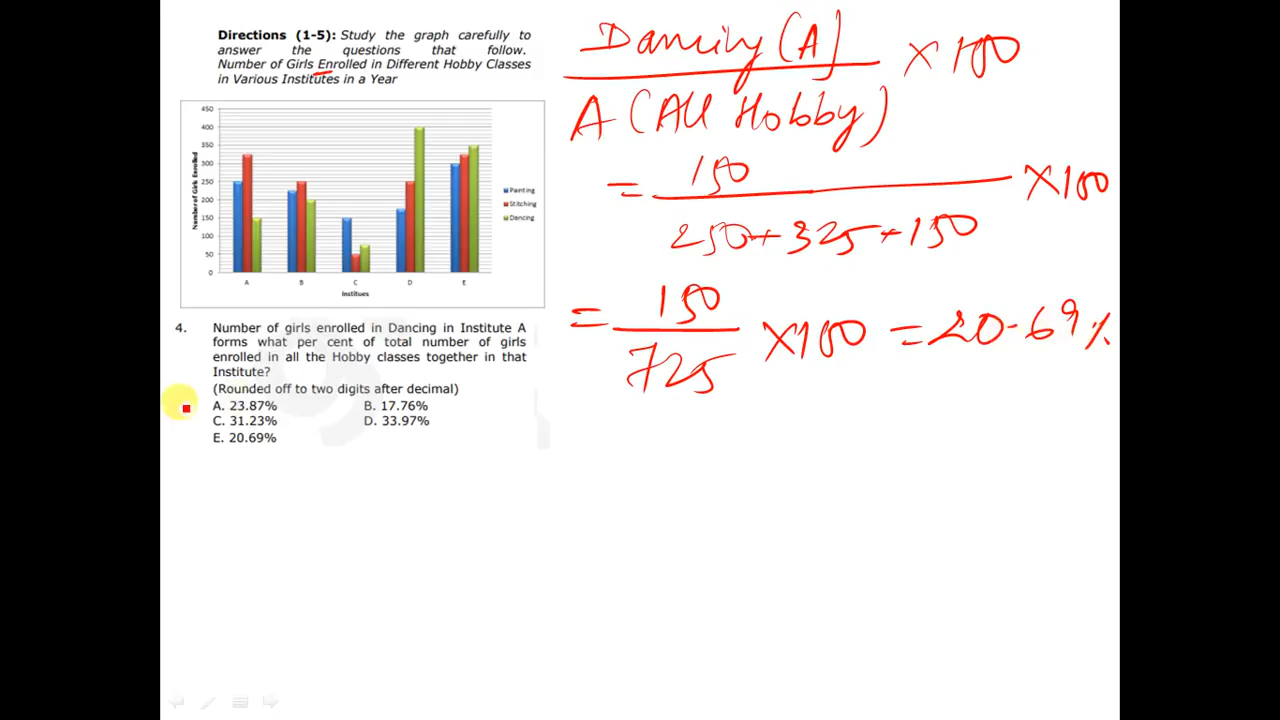 Directions (1-5): Study the graph carefully to
answer the questions that follow.
Number of Girls Enrolled in Different Hobby Classes
in Various Institutes in a Year
450
400
350
300
250
200
150
100
50
0
Number of Girls Enrolled
A B C D E
Institues
Painting
Stitching
Dancing
4. Number of girls enrolled in Dancing in Institute A
forms what per cent of total number of girls
enrolled in all the Hobby classes together in that
Institute?
(Rounded off to two digits after decimal)
A. 23.87% B. 17.76%
C. 31.23% D. 33.97%
E. 20.69%
Dancing (A) × 100
A (All Hobby)
= 150 × 100
250 + 325 + 150
= 150 × 100 = 20.69%
725